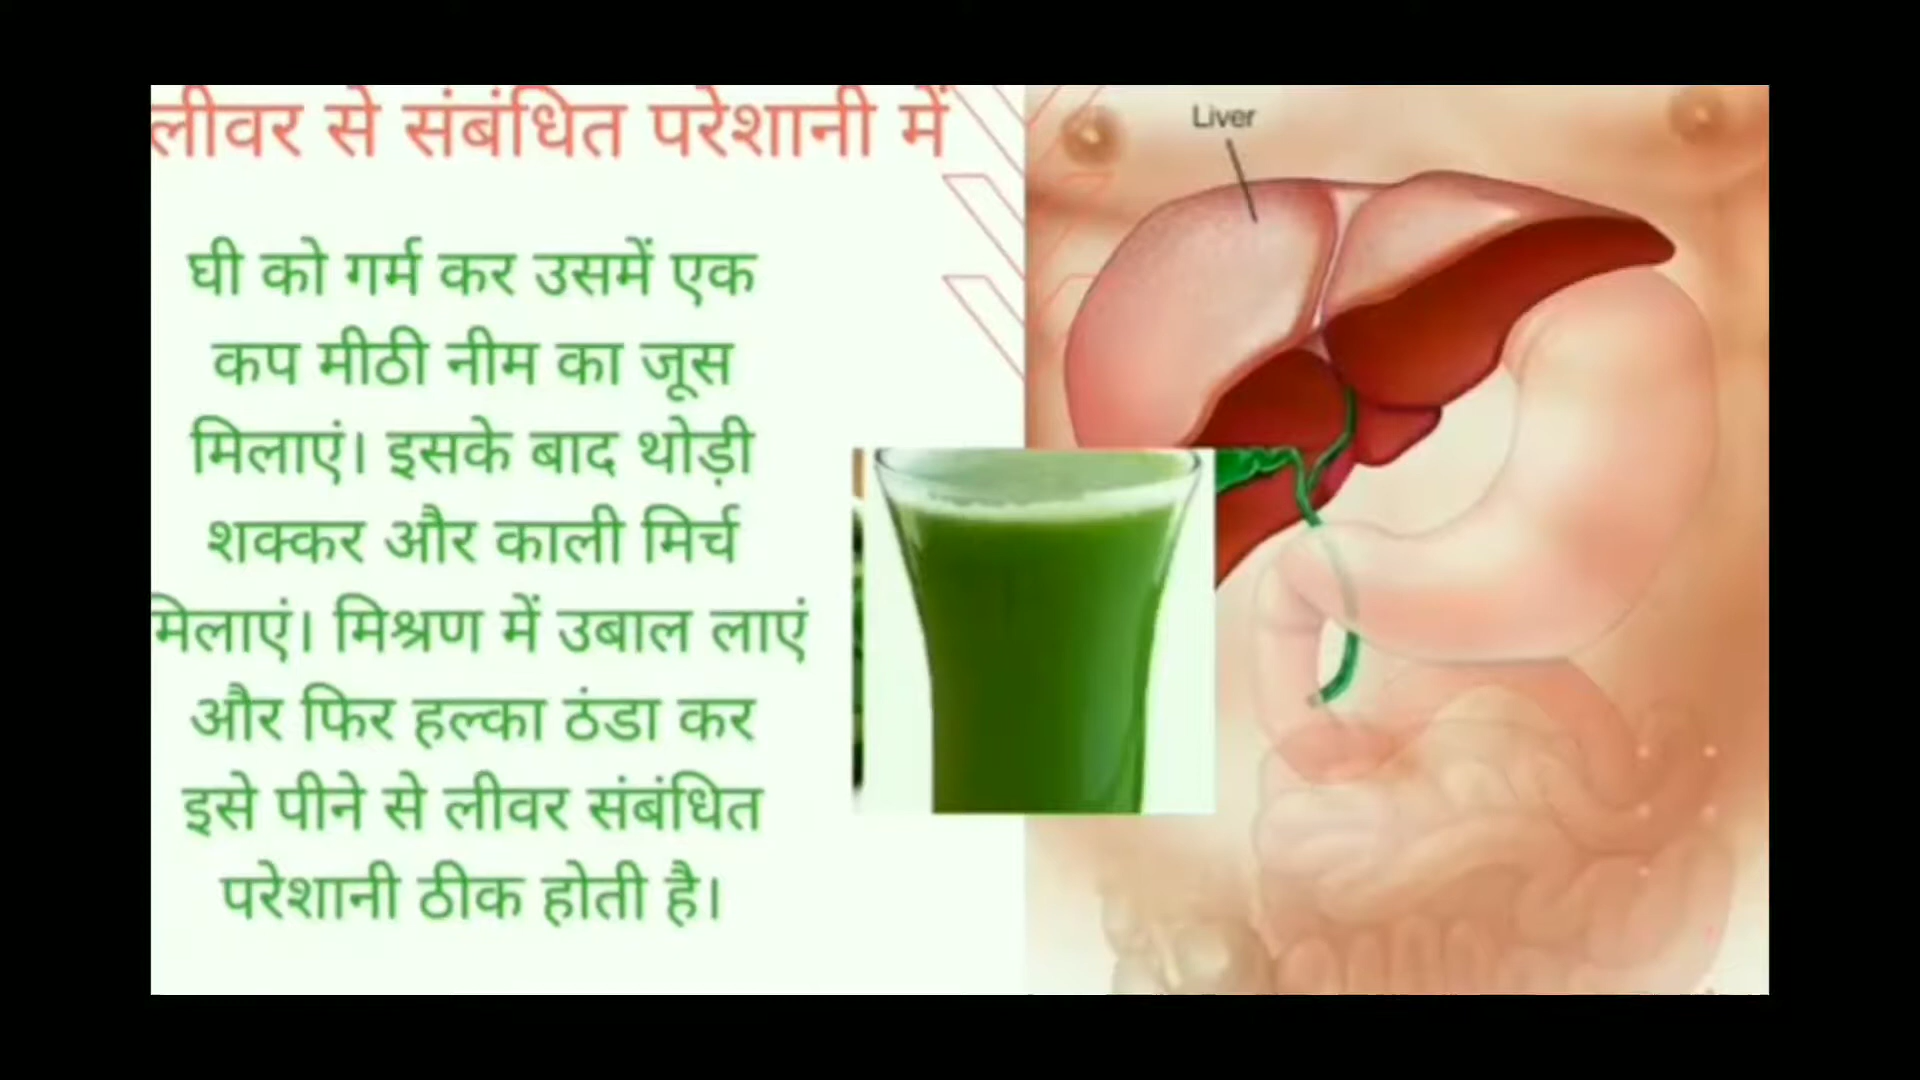 लीवर से संबंधित परेशानी में
घी को गर्म कर उसमें एक
कप मीठी नीम का जूस
मिलाएं। इसके बाद थोड़ी
शक्कर और काली मिर्च
मिलाएं। मिश्रण में उबाल लाएं
और फिर हल्का ठंडा कर
इसे पीने से लीवर संबंधित
परेशानी ठीक होती है।
Liver